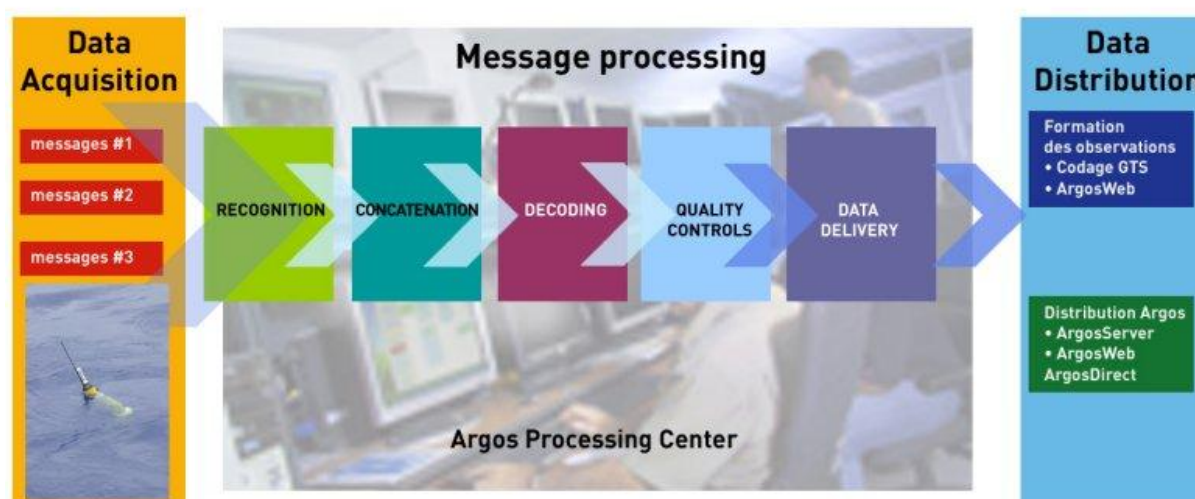 Data
Acquisition
messages #1
messages #2
messages #3
Message processing
RECOGNITION
CONCATENATION
DECODING
QUALITY
CONTROLS
DATA
DELIVERY
Argos Processing Center
Data
Distribution
Formation
des observations
• Codage GTS
• ArgosWeb
Distribution Argos
• ArgosServer
• ArgosWeb
ArgosDirect